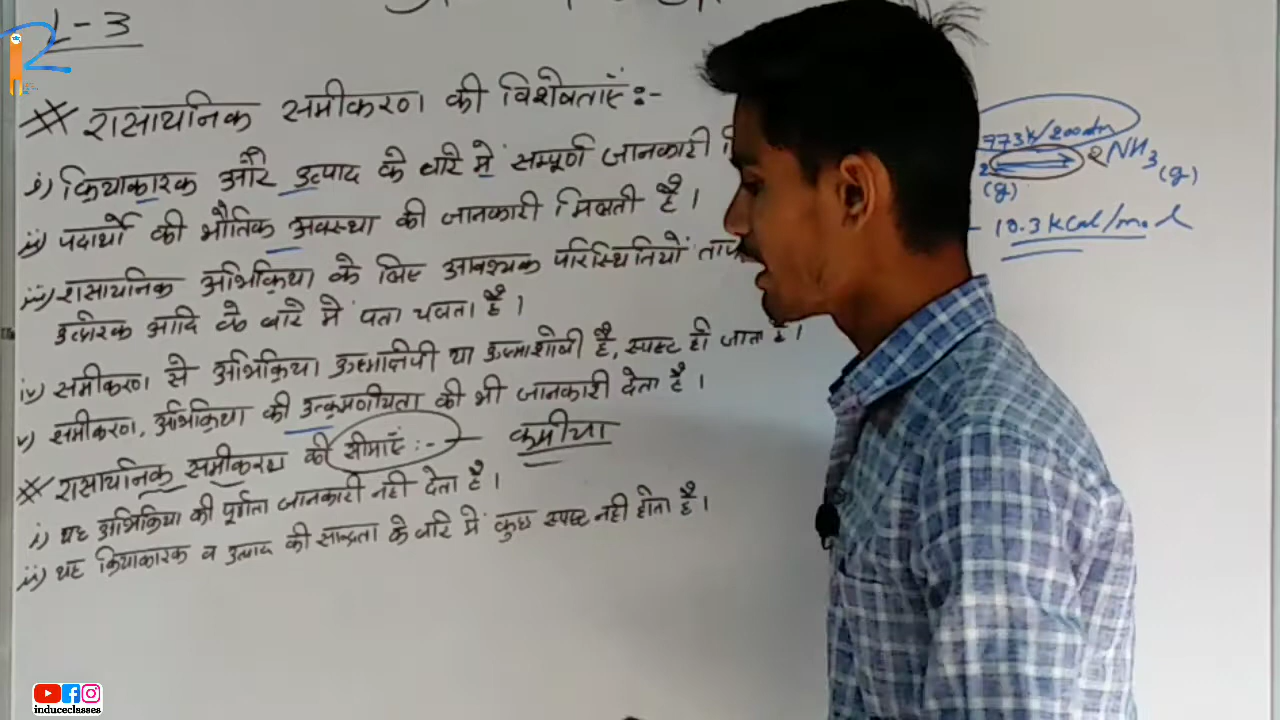 L-3
रासायनिक समीकरण की विशेषताएँ :-
i) क्रियाकारक और उत्पाद के बारे में सम्पूर्ण जानकारी
ii) पदार्थो की भौतिक अवस्था की जानकारी मिलती है।
iii) रासायनिक अभिक्रिया के लिए आवश्यक परिस्थितियों
उत्प्रेरक आदि के बारे में पता चलता है।
iv) समीकरण से अभिक्रिया ऊष्माक्षेपी या ऊष्माशोषी है, स्पष्ट हो जाता है।
v) समीकरण, अभिक्रिया की उत्क्रमणीयता की भी जानकारी देता है।
रासायनिक समीकरण की सीमाएँ :- कमीया
i) यह अभिक्रिया की पूर्णता जानकारी नही देता है।
ii) यह क्रियाकारक व उत्पाद की सान्द्रता के बारे में कुछ स्पष्ट नही होता है।
773K/200atm
2NH3(g)
(g)
- 10.3 kcal/mol
induceclasses